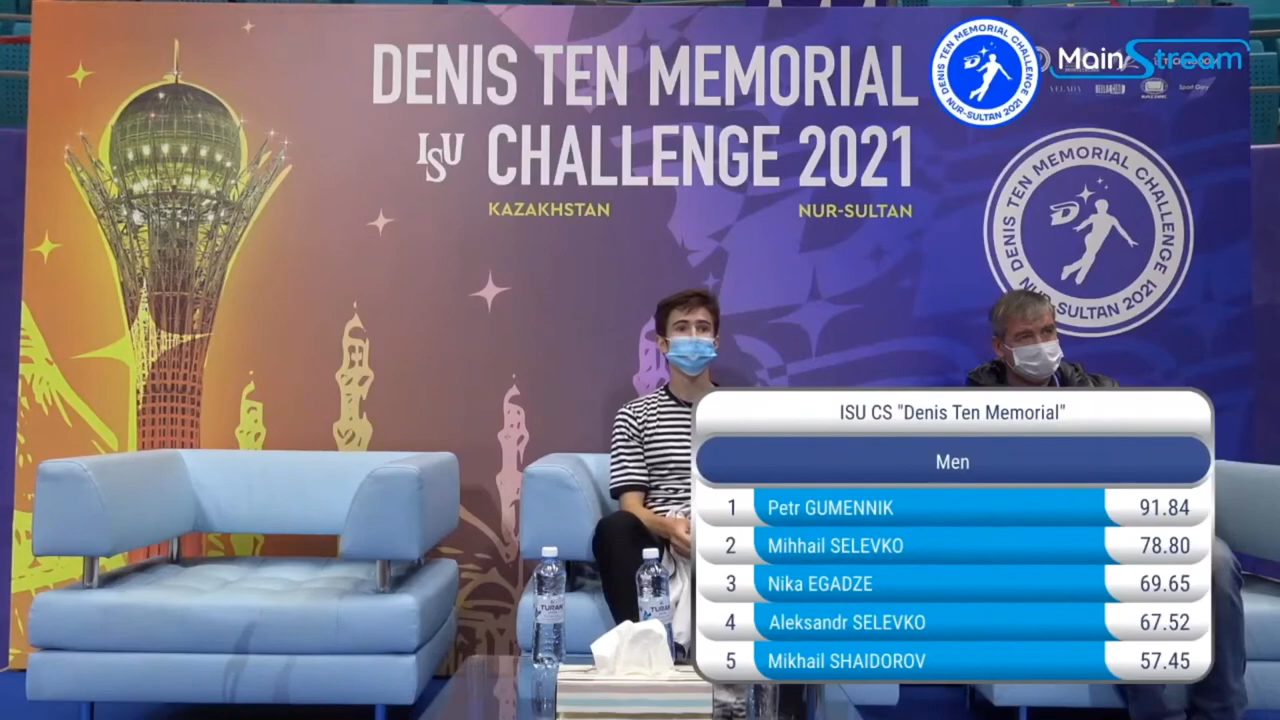 DENIS TEN MEMORIAL
ISU CHALLENGE 2021
KAZAKHSTAN NUR-SULTAN
DENIS TEN MEMORIAL CHALLENGE
NUR-SULTAN 2021
MainStream
DENIS TEN MEMORIAL CHALLENGE
NUR-SULTAN 2021
ISU CS "Denis Ten Memorial"
Men
1 Petr GUMENNIK 91.84
2 Mihhail SELEVKO 78.80
3 Nika EGADZE 69.65
4 Aleksandr SELEVKO 67.52
5 Mikhail SHAIDOROV 57.45
TURAN